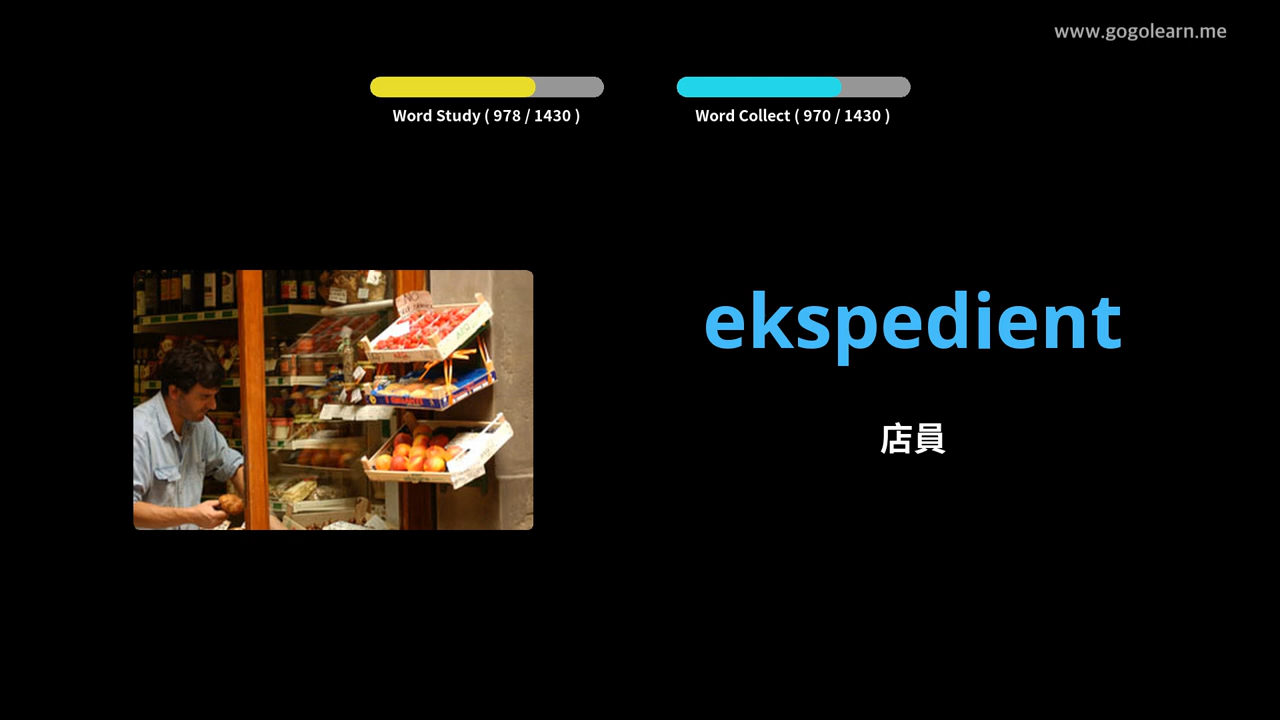 www.gogolearn.me
Word Study ( 978 / 1430 )
Word Collect ( 970 / 1430 )
ekspedient
店員